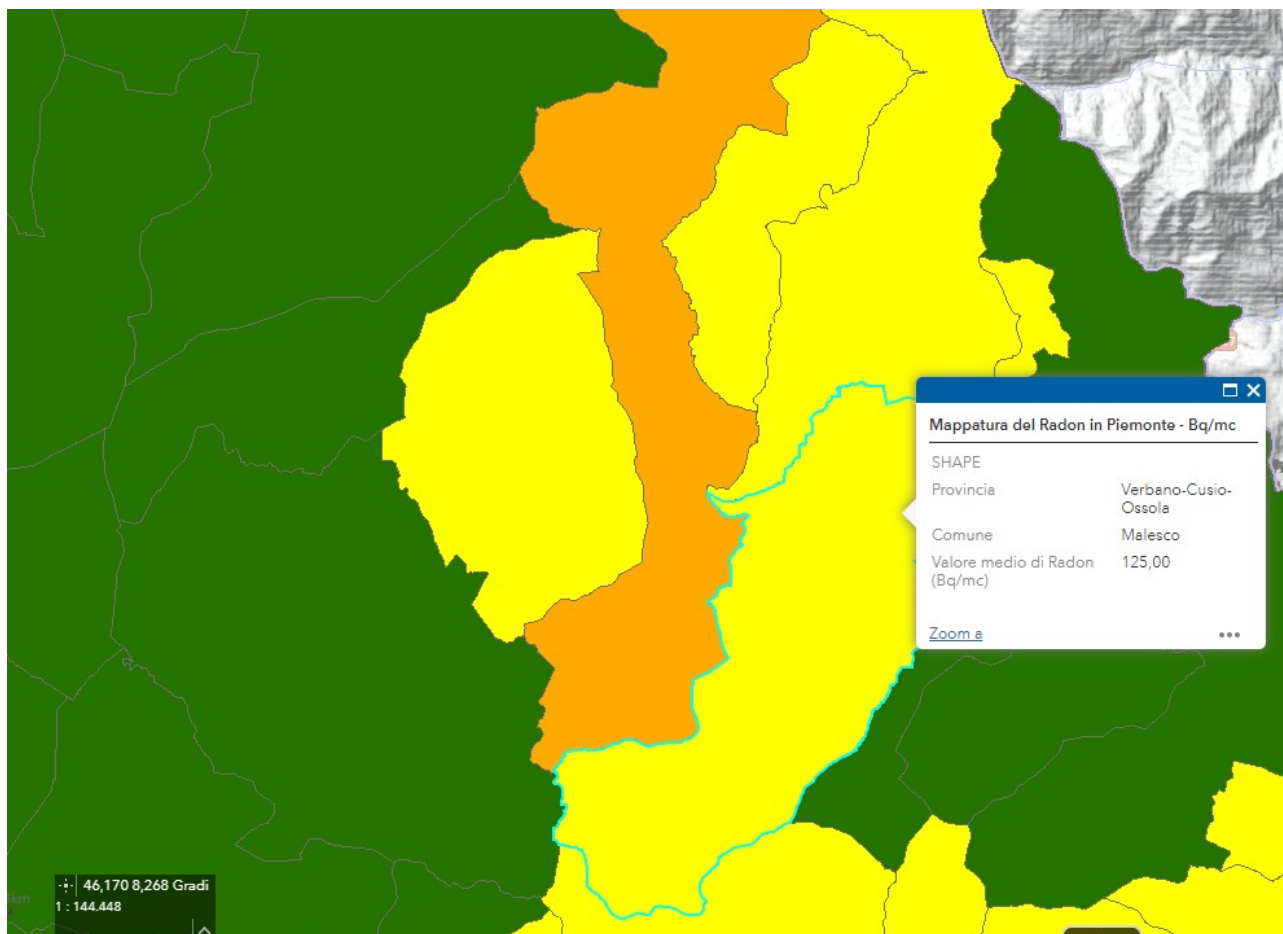 Mappatura del Radon in Piemonte - Bq/mc
SHAPE
Provincia Verbano-Cusio-
Ossola
Comune Malesco
Valore medio di Radon 125,00
(Bq/mc)
Zoom a
46,170 8,268 Gradi
km
1 : 144.448